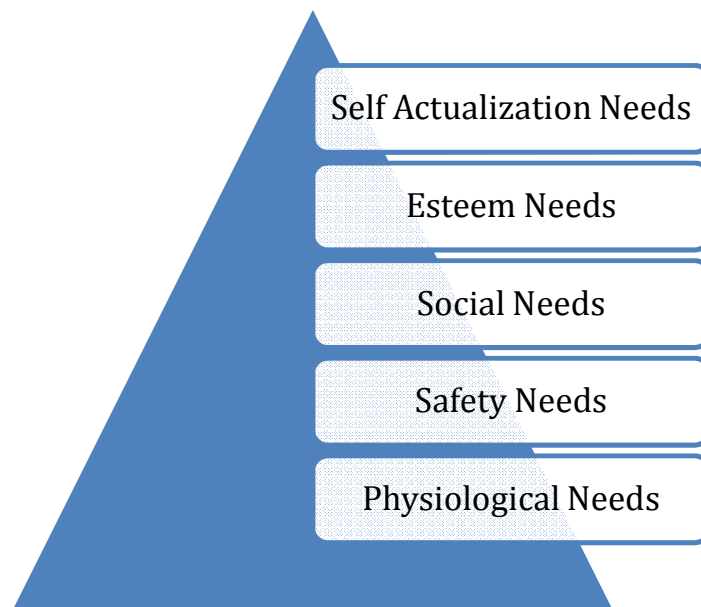 Self Actualization Needs
Esteem Needs
Social Needs
Safety Needs
Physiological Needs